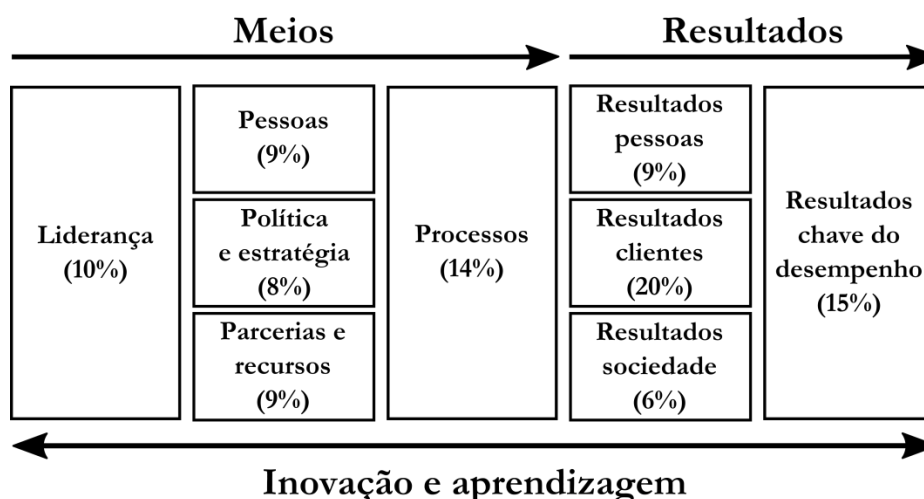 Meios
Resultados
Liderança
(10%)
Pessoas
(9%)
Política
e estratégia
(8%)
Parcerias e
recursos
(9%)
Processos
(14%)
Resultados
pessoas
(9%)
Resultados
clientes
(20%)
Resultados
sociedade
(6%)
Resultados
chave do
desempenho
(15%)
Inovação e aprendizagem